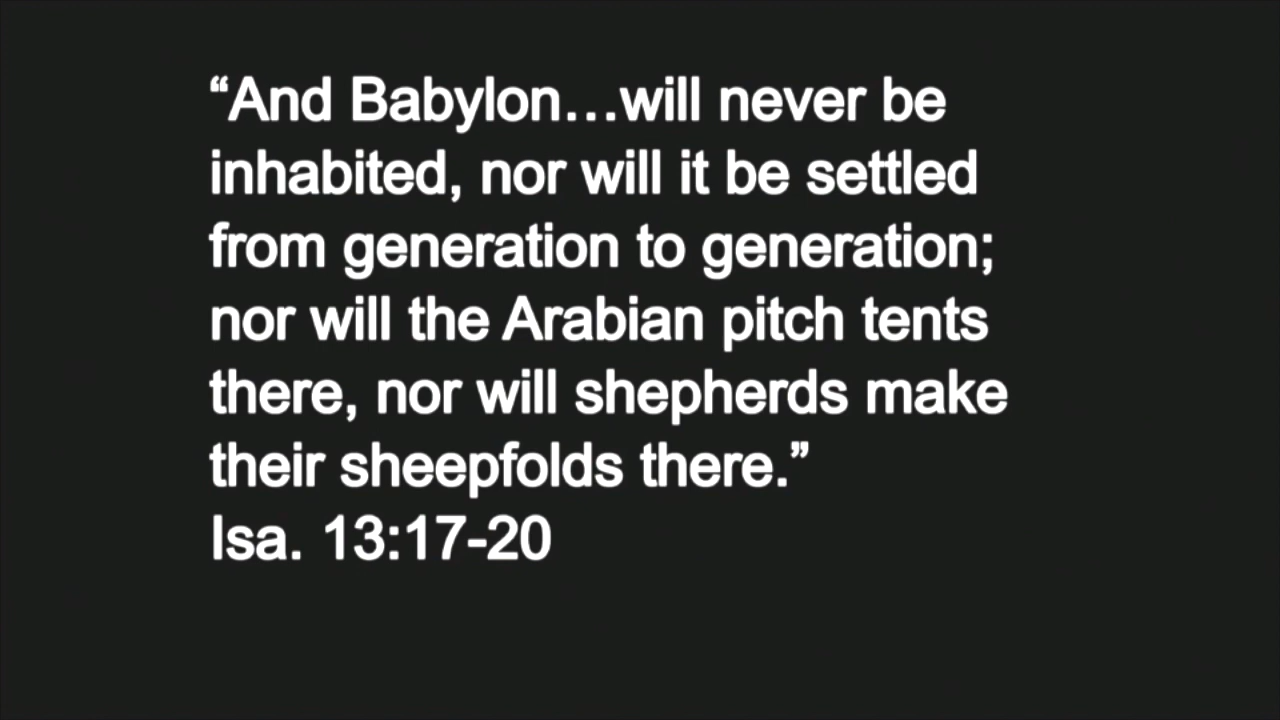 “And Babylon…will never be
inhabited, nor will it be settled
from generation to generation;
nor will the Arabian pitch tents
there, nor will shepherds make
their sheepfolds there.”
Isa. 13:17-20